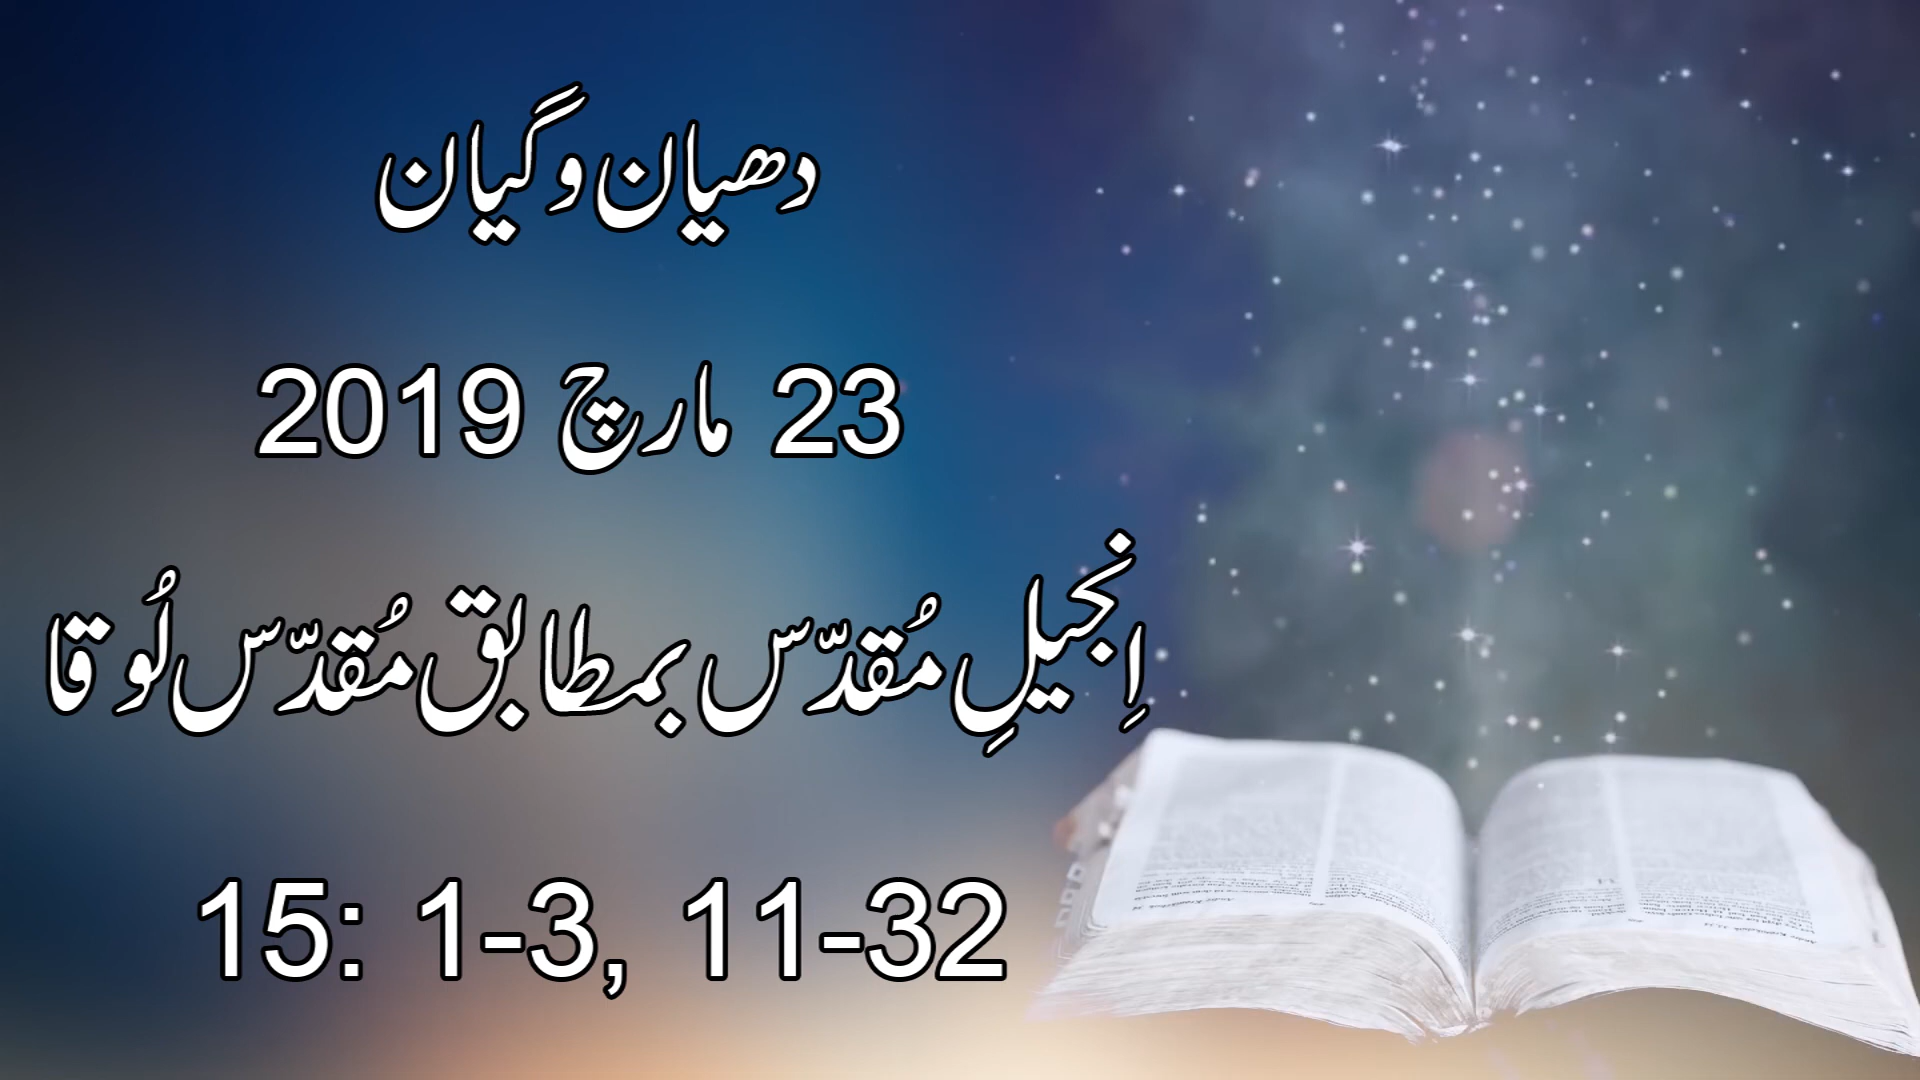 دھیان و گیان
23 مارچ 2019
اِنجیلِ مُقدّس بمطابق مُقدّس لُوقا
15: 1-3, 11-32